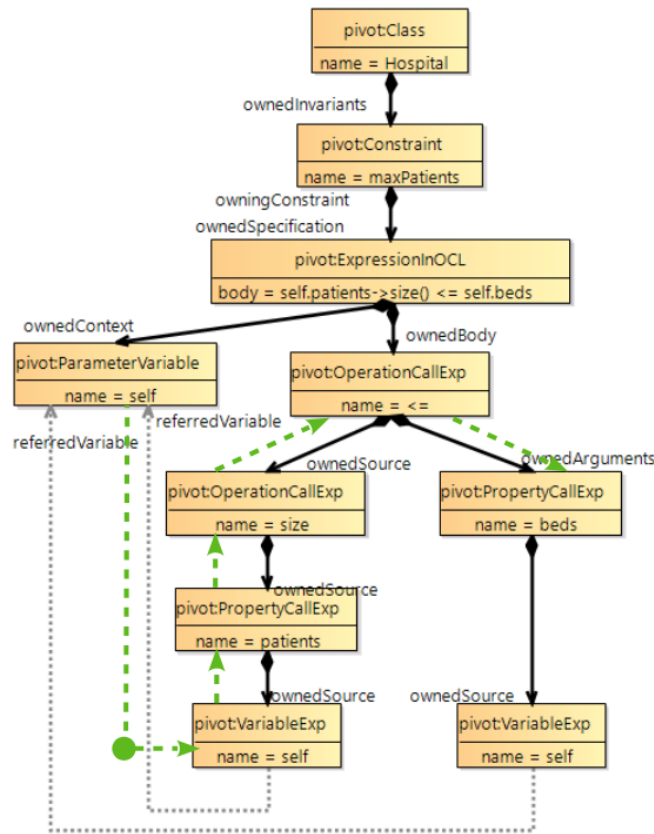 pivot:Class
name = Hospital
ownedInvariants
pivot:Constraint
name = maxPatients
owningConstraint
ownedSpecification
pivot:ExpressionInOCL
body = self.patients->size() <= self.beds
ownedContext
ownedBody
pivot:ParameterVariable
name = self
pivot:OperationCallExp
name = <=
referredVariable
referredVariable
ownedSource
ownedArguments
pivot:OperationCallExp
name = size
pivot:PropertyCallExp
name = beds
ownedSource
pivot:PropertyCallExp
name = patients
ownedSource
ownedSource
pivot:VariableExp
name = self
pivot:VariableExp
name = self